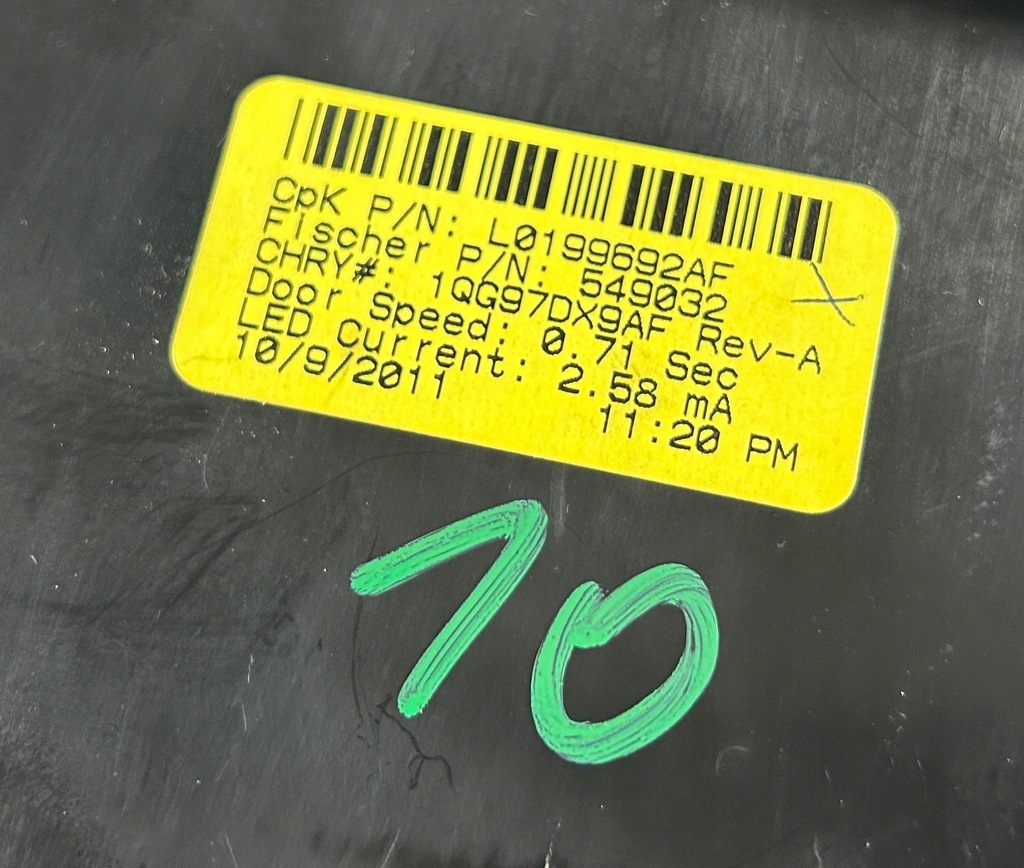 CpK P/N: L0199692AF
Fischer P/N: 549032
CHRY#: 1QG97DX9AF Rev-A
Door Speed: 0.71 Sec
LED Current: 2.58 mA
10/9/2011 11:20 PM
10